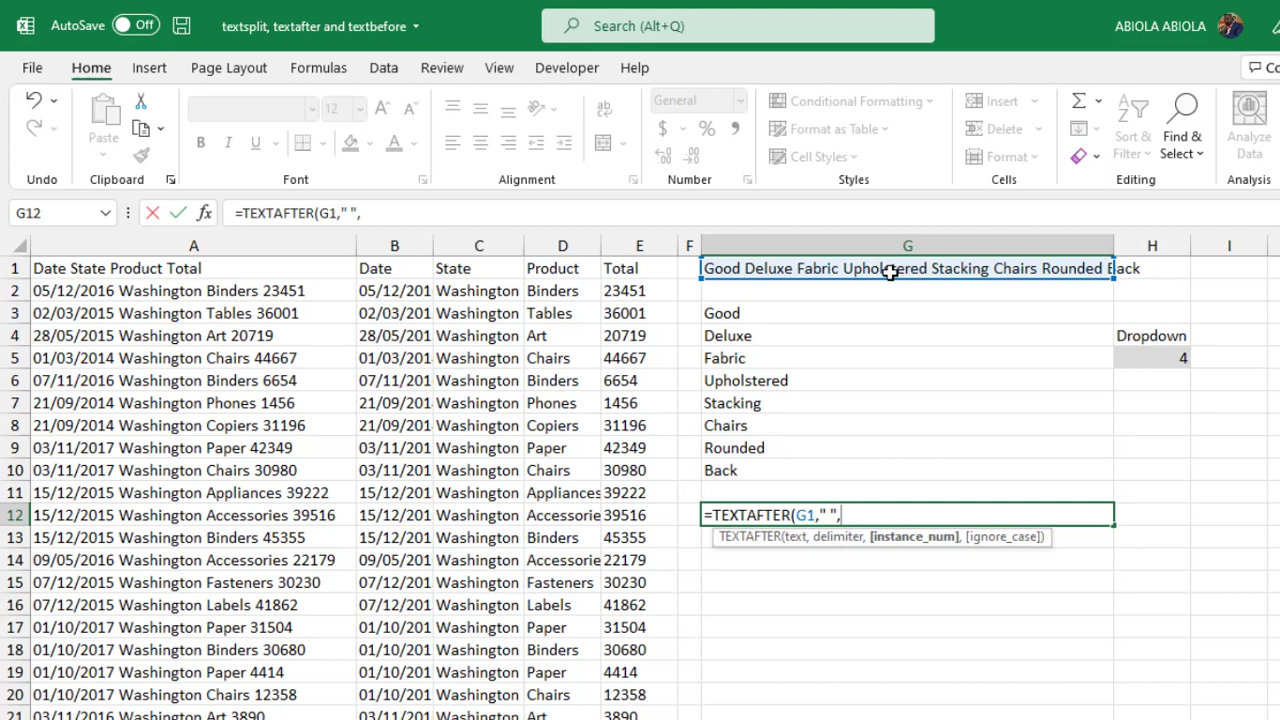 AutoSave Off textsplit, textafter and textbefore Search (Alt+Q) ABIOLA ABIOLA
File Home Insert Page Layout Formulas Data Review View Developer Help Co
Paste 12 B I U General $ % Conditional Formatting Format as Table Cell Styles Insert Delete Format Sort & Filter Find & Select Analyze Data
Undo Clipboard Font Alignment Number Styles Cells Editing Analysis
G12 fx =TEXTAFTER(G1," ",
A B C D E F G H I
1 Date State Product Total Date State Product Total Good Deluxe Fabric Upholstered Stacking Chairs Rounded Back
2 05/12/2016 Washington Binders 23451 05/12/201 Washington Binders 23451
3 02/03/2015 Washington Tables 36001 02/03/201 Washington Tables 36001 Good
4 28/05/2015 Washington Art 20719 28/05/201 Washington Art 20719 Deluxe Dropdown
5 01/03/2014 Washington Chairs 44667 01/03/201 Washington Chairs 44667 Fabric 4
6 07/11/2016 Washington Binders 6654 07/11/201 Washington Binders 6654 Upholstered
7 21/09/2014 Washington Phones 1456 21/09/201 Washington Phones 1456 Stacking
8 21/09/2014 Washington Copiers 31196 21/09/201 Washington Copiers 31196 Chairs
9 03/11/2017 Washington Paper 42349 03/11/201 Washington Paper 42349 Rounded
10 03/11/2017 Washington Chairs 30980 03/11/201 Washington Chairs 30980 Back
11 15/12/2015 Washington Appliances 39222 15/12/201 Washington Appliances 39222
12 15/12/2015 Washington Accessories 39516 15/12/201 Washington Accessorie 39516 =TEXTAFTER(G1," ",
13 15/12/2015 Washington Binders 45355 15/12/201 Washington Binders 45355 TEXTAFTER(text, delimiter, [instance_num], [ignore_case])
14 09/05/2016 Washington Accessories 22179 09/05/201 Washington Accessorie 22179
15 07/12/2015 Washington Fasteners 30230 07/12/201 Washington Fasteners 30230
16 07/12/2015 Washington Labels 41862 07/12/201 Washington Labels 41862
17 01/10/2017 Washington Paper 31504 01/10/201 Washington Paper 31504
18 01/10/2017 Washington Binders 30680 01/10/201 Washington Binders 30680
19 01/10/2017 Washington Paper 4414 01/10/201 Washington Paper 4414
20 01/10/2017 Washington Chairs 12358 01/10/201 Washington Chairs 12358
21 03/11/2016 Washington Art 3890 03/11/201 Washington Art 3890